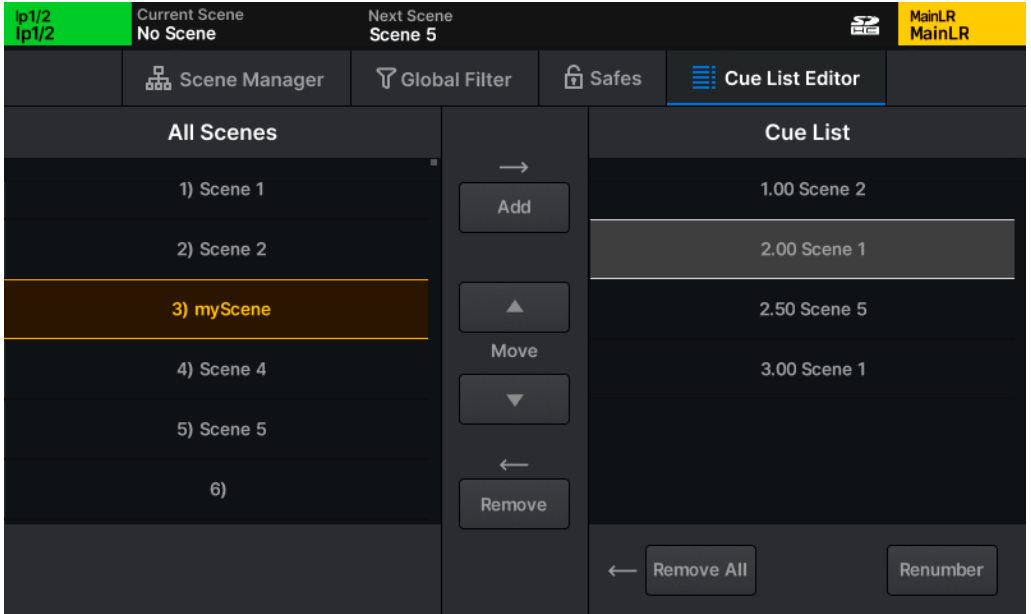 Ip1/2
Ip1/2
Current Scene
No Scene
Next Scene
Scene 5
MainLR
MainLR
Scene Manager
Global Filter
Safes
Cue List Editor
All Scenes
1) Scene 1
2) Scene 2
3) myScene
4) Scene 4
5) Scene 5
6)
→
Add
▲
Move
▼
←
Remove
Cue List
1.00 Scene 2
2.00 Scene 1
2.50 Scene 5
3.00 Scene 1
← Remove All
Renumber